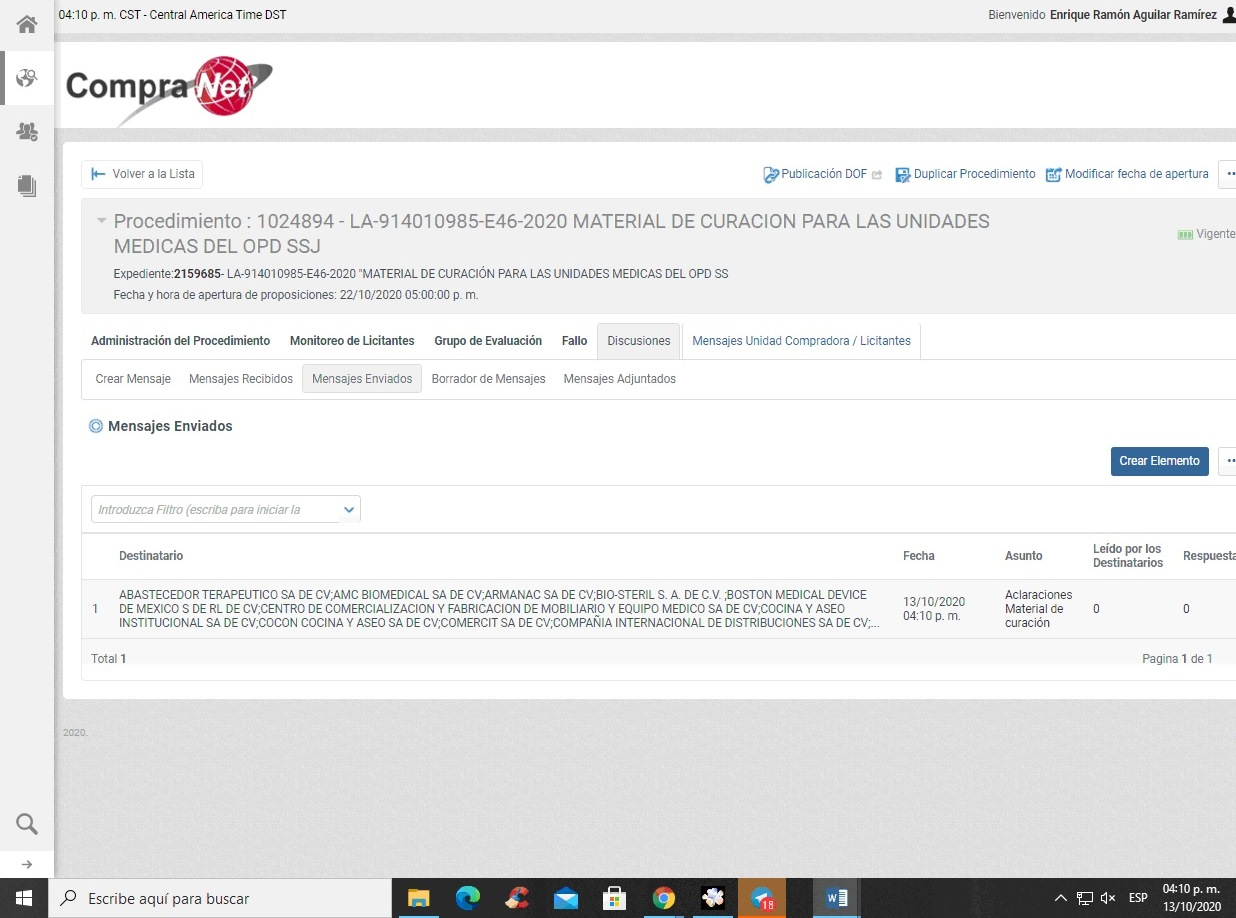 04:10 p. m. CST - Central America Time DST
Bienvenido Enrique Ramón Aguilar Ramírez
CompraNet
Volver a la Lista
Publicación DOF
Duplicar Procedimiento
Modificar fecha de apertura
Procedimiento : 1024894 - LA-914010985-E46-2020 MATERIAL DE CURACION PARA LAS UNIDADES
MEDICAS DEL OPD SSJ
Vigente
Expediente:2159685- LA-914010985-E46-2020 "MATERIAL DE CURACIÓN PARA LAS UNIDADES MEDICAS DEL OPD SS
Fecha y hora de apertura de proposiciones: 22/10/2020 05:00:00 p. m.
Administración del Procedimiento Monitoreo de Licitantes Grupo de Evaluación Fallo Discusiones Mensajes Unidad Compradora / Licitantes
Crear Mensaje Mensajes Recibidos Mensajes Enviados Borrador de Mensajes Mensajes Adjuntados
Mensajes Enviados
Crear Elemento
Introduzca Filtro (escriba para iniciar la
Destinatario
Fecha
Asunto
Leído por los
Destinatarios
Respuesta
1
ABASTECEDOR TERAPEUTICO SA DE CV;AMC BIOMEDICAL SA DE CV;ARMANAC SA DE CV;BIO-STERIL S. A. DE C.V. ;BOSTON MEDICAL DEVICE
DE MEXICO S DE RL DE CV;CENTRO DE COMERCIALIZACION Y FABRICACION DE MOBILIARIO Y EQUIPO MEDICO SA DE CV;COCINA Y ASEO
INSTITUCIONAL SA DE CV;COCON COCINA Y ASEO SA DE CV;COMERCIT SA DE CV;COMPAÑIA INTERNACIONAL DE DISTRIBUCIONES SA DE CV;...
13/10/2020
04:10 p. m.
Aclaraciones
Material de
curación
0
0
Total 1
Pagina 1 de 1
2020.
Escribe aquí para buscar
18
ESP
04:10 p. m.
13/10/2020